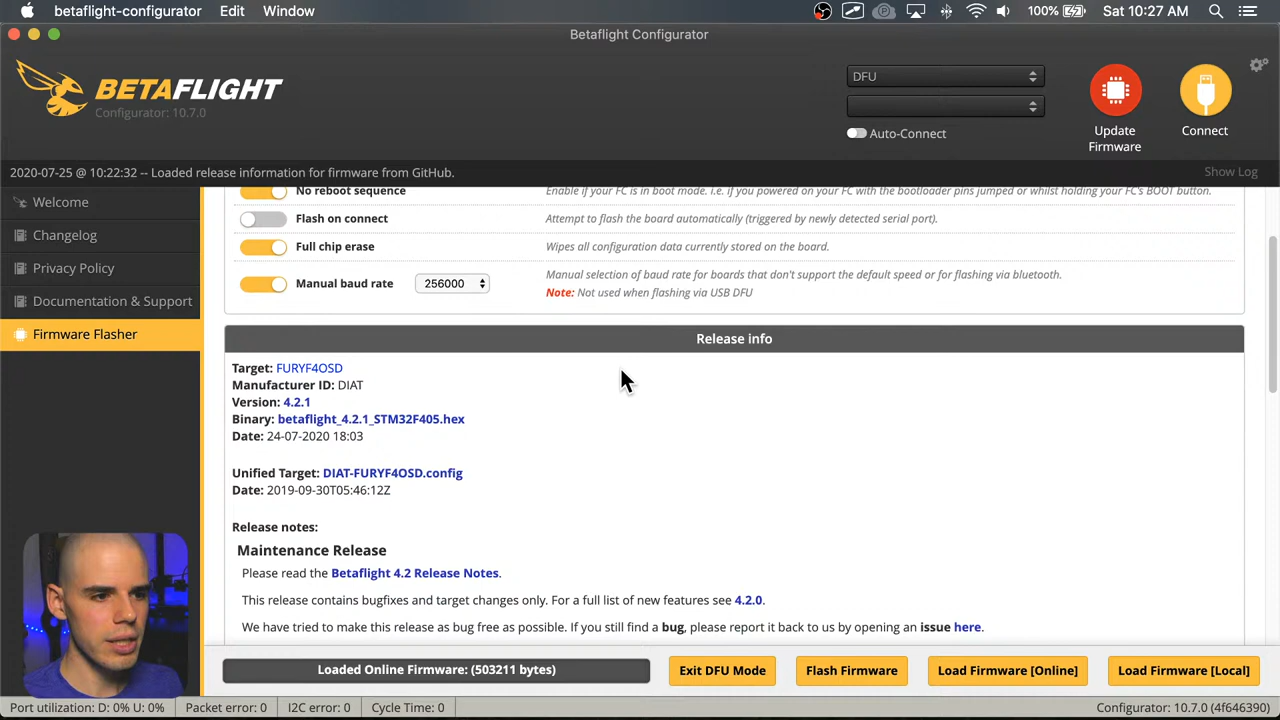 betaflight-configurator Edit Window 100% Sat 10:27 AM
Betaflight Configurator
BETAFLIGHT
Configurator: 10.7.0
DFU
Auto-Connect
Update Firmware
Connect
2020-07-25 @ 10:22:32 -- Loaded release information for firmware from GitHub.
Show Log
Welcome
Changelog
Privacy Policy
Documentation & Support
Firmware Flasher
No reboot sequence Enable if your FC is in boot mode. i.e. if you powered on your FC with the bootloader pins jumped or whilst holding your FC's BOOT button.
Flash on connect Attempt to flash the board automatically (triggered by newly detected serial port).
Full chip erase Wipes all configuration data currently stored on the board.
Manual baud rate 256000 Manual selection of baud rate for boards that don't support the default speed or for flashing via bluetooth.
Note: Not used when flashing via USB DFU
Release info
Target: FURYF4OSD
Manufacturer ID: DIAT
Version: 4.2.1
Binary: betaflight_4.2.1_STM32F405.hex
Date: 24-07-2020 18:03
Unified Target: DIAT-FURYF4OSD.config
Date: 2019-09-30T05:46:12Z
Release notes:
Maintenance Release
Please read the Betaflight 4.2 Release Notes.
This release contains bugfixes and target changes only. For a full list of new features see 4.2.0.
We have tried to make this release as bug free as possible. If you still find a bug, please report it back to us by opening an issue here.
Loaded Online Firmware: (503211 bytes)
Exit DFU Mode
Flash Firmware
Load Firmware [Online]
Load Firmware [Local]
Port utilization: D: 0% U: 0% Packet error: 0 I2C error: 0 Cycle Time: 0 Configurator: 10.7.0 (4f646390)